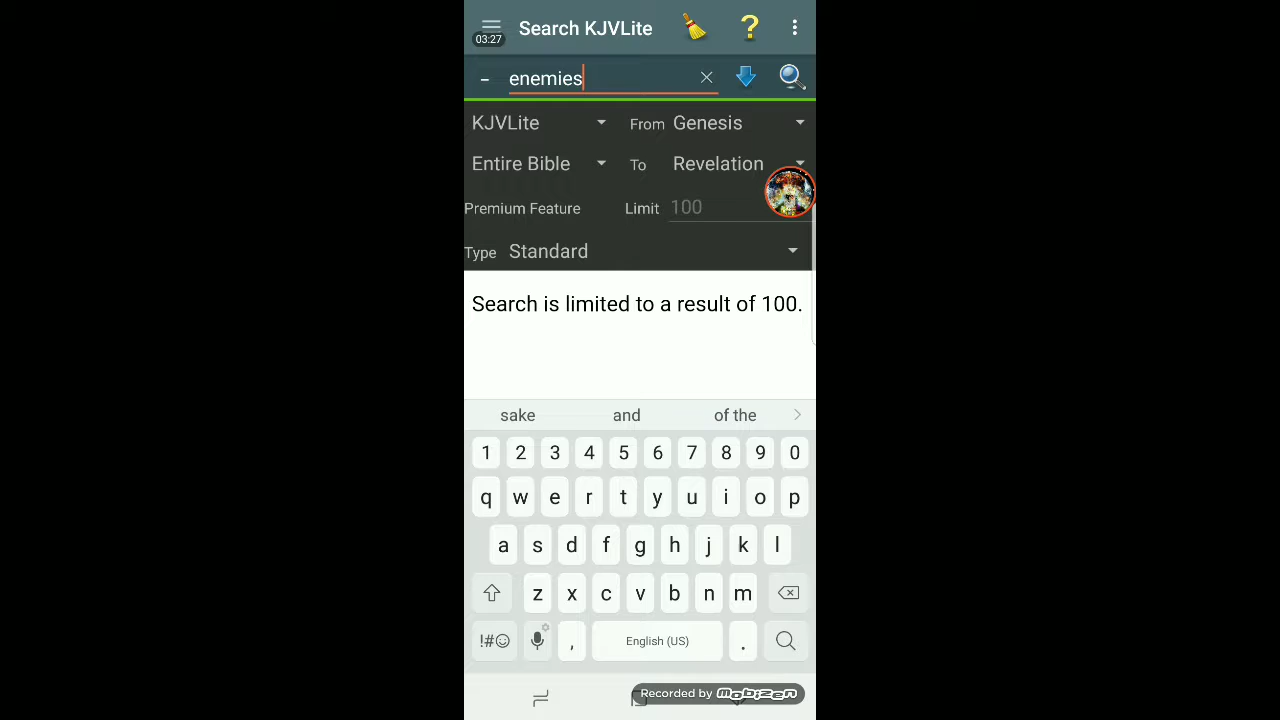 Search KJVLite
03:27
enemies
KJVLite From Genesis
Entire Bible To Revelation
Premium Feature Limit 100
Type Standard
Search is limited to a result of 100.
sake and of the
1 2 3 4 5 6 7 8 9 0
q w e r t y u i o p
a s d f g h j k l
z x c v b n m
!#☺ , English (US) .
Recorded by Mobizen